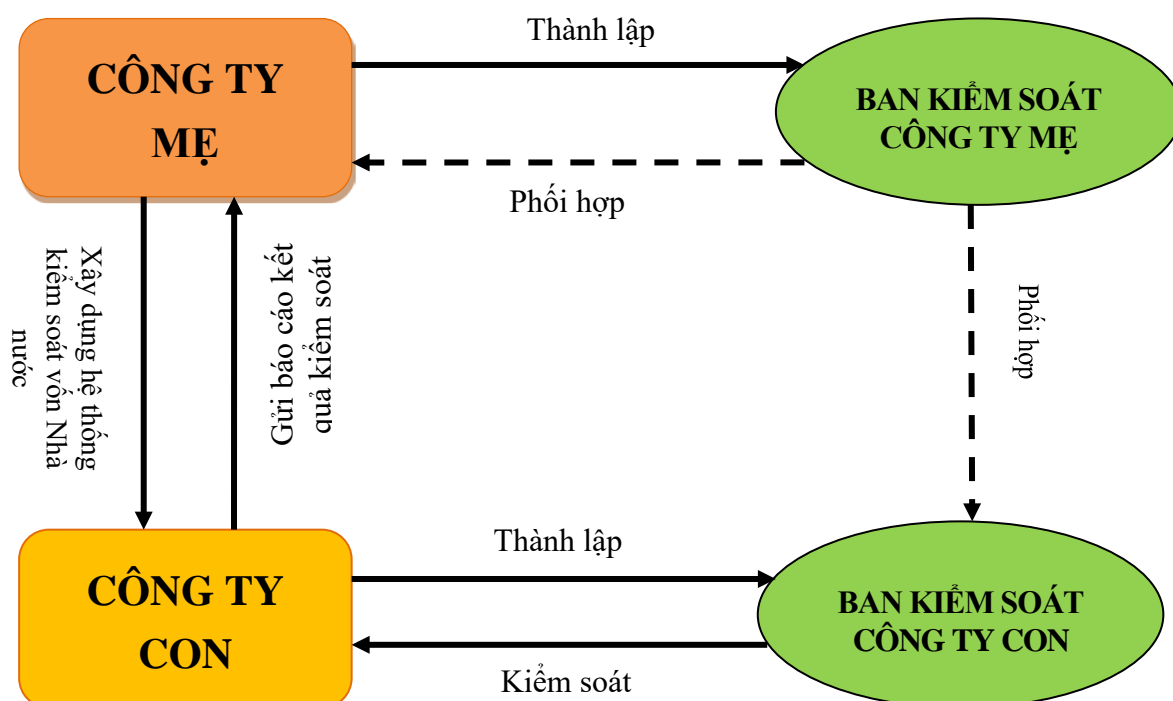 Thành lập
CÔNG TY
MẸ
BAN KIỂM SOÁT
CÔNG TY MẸ
Phối hợp
Xây dụng hệ thống
kiểm soát vốn Nhà
nước
Gửi báo cáo kết
quả kiểm soát
Phối hợp
Thành lập
CÔNG TY
CON
BAN KIỂM SOÁT
CÔNG TY CON
Kiểm soát